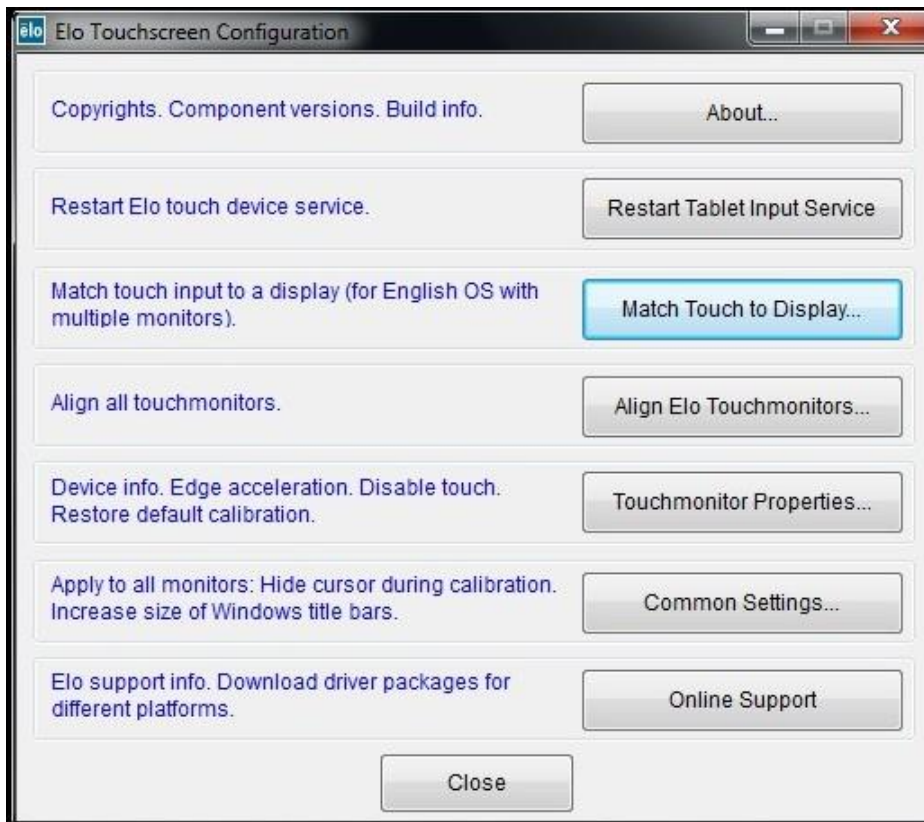 elo Elo Touchscreen Configuration
Copyrights. Component versions. Build info.
About...
Restart Elo touch device service.
Restart Tablet Input Service
Match touch input to a display (for English OS with
multiple monitors).
Match Touch to Display...
Align all touchmonitors.
Align Elo Touchmonitors...
Device info. Edge acceleration. Disable touch.
Restore default calibration.
Touchmonitor Properties...
Apply to all monitors: Hide cursor during calibration.
Increase size of Windows title bars.
Common Settings...
Elo support info. Download driver packages for
different platforms.
Online Support
Close